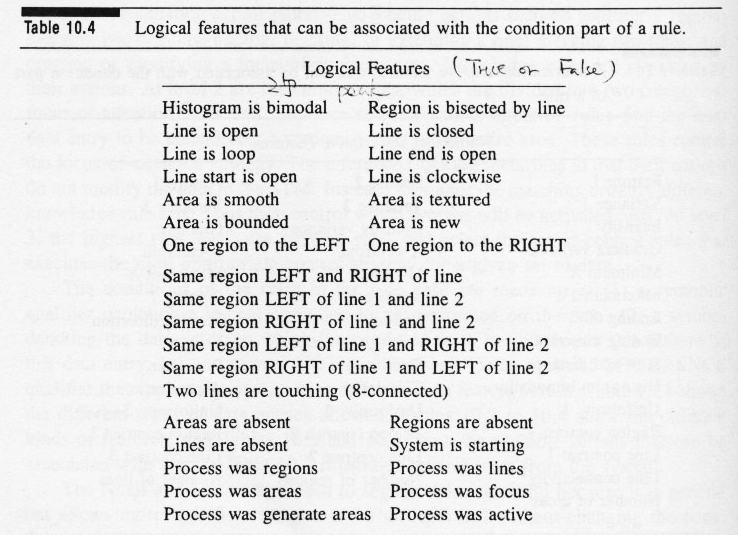 Table 10.4 Logical features that can be associated with the condition part of a rule.
Logical Features (True or False)
peak
Histogram is bimodal Region is bisected by line
Line is open Line is closed
Line is loop Line end is open
Line start is open Line is clockwise
Area is smooth Area is textured
Area is bounded Area is new
One region to the LEFT One region to the RIGHT
Same region LEFT and RIGHT of line
Same region LEFT of line 1 and line 2
Same region RIGHT of line 1 and line 2
Same region LEFT of line 1 and RIGHT of line 2
Same region RIGHT of line 1 and LEFT of line 2
Two lines are touching (8-connected)
Areas are absent Regions are absent
Lines are absent System is starting
Process was regions Process was lines
Process was areas Process was focus
Process was generate areas Process was active